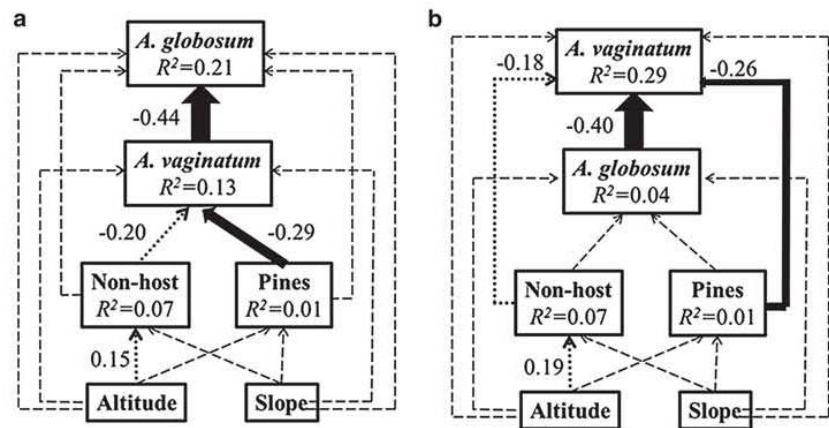 a
A. globosum
R²=0.21
-0.44
A. vaginatum
R²=0.13
-0.20
-0.29
Non-host
R²=0.07
Pines
R²=0.01
0.15
Altitude
Slope
b
A. vaginatum
R²=0.29
-0.18
-0.26
-0.40
A. globosum
R²=0.04
Non-host
R²=0.07
Pines
R²=0.01
0.19
Altitude
Slope